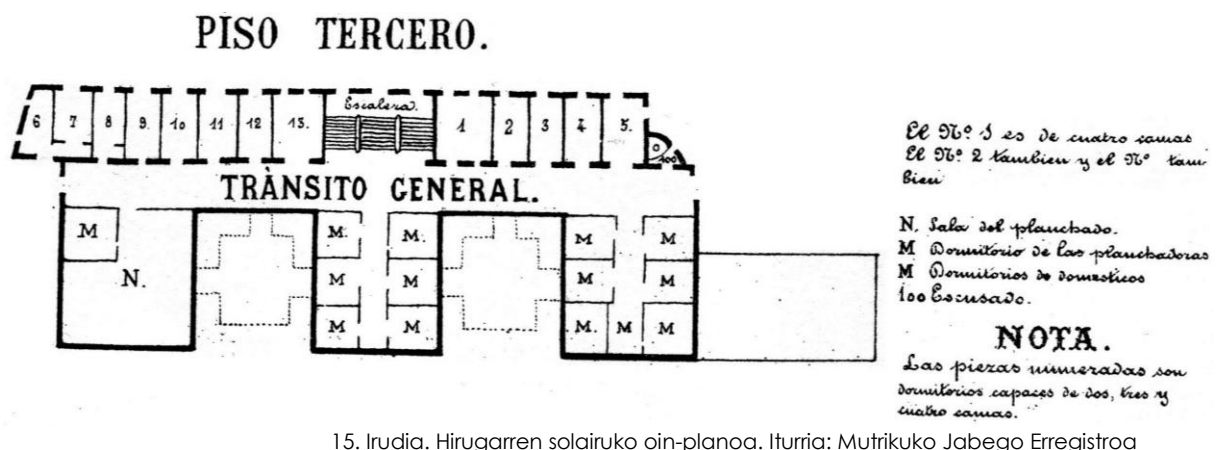 PISO TERCERO.
Escalera.
6 7 8 9. 10 11 12 13. 1 2 3 4 5. 100
TRÀNSITO GENERAL.
M M. M. M M
N. M M M M
M M M. M M
El Nº 1 es de cuatro camas
El Nº 2 tambien y el Nº tam
bien
N. Sala del planchado.
M Dormitorio de las planchadoras
M Dormitorios de domesticos
100 Escusado.
NOTA.
Las piezas numeradas son
dormitorios capaces de dos, tres y
cuatro camas.
15. Irudia. Hirugarren solairuko oin-planoa. Iturria: Mutrikuko Jabego Erregistroa